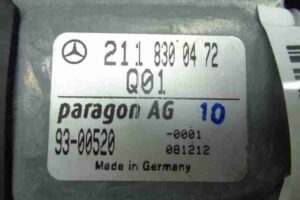 211 830 04 72
Q01
paragon AG 10
93-00520 -0001
081212
Made in Germany